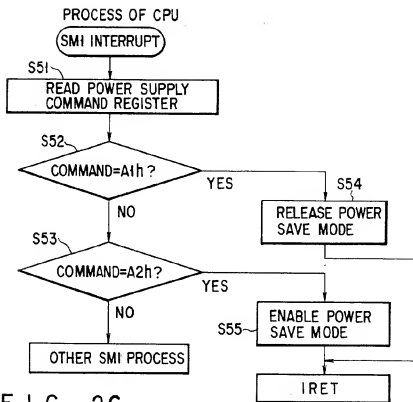 PROCESS OF CPU
SMI INTERRUPT
S51
READ POWER SUPPLY
COMMAND REGISTER
S52
COMMAND=A1h?
YES
S54
NO
RELEASE POWER
SAVE MODE
S53
COMMAND=A2h?
YES
NO
ENABLE POWER
SAVE MODE
S55
OTHER SMI PROCESS
IRET